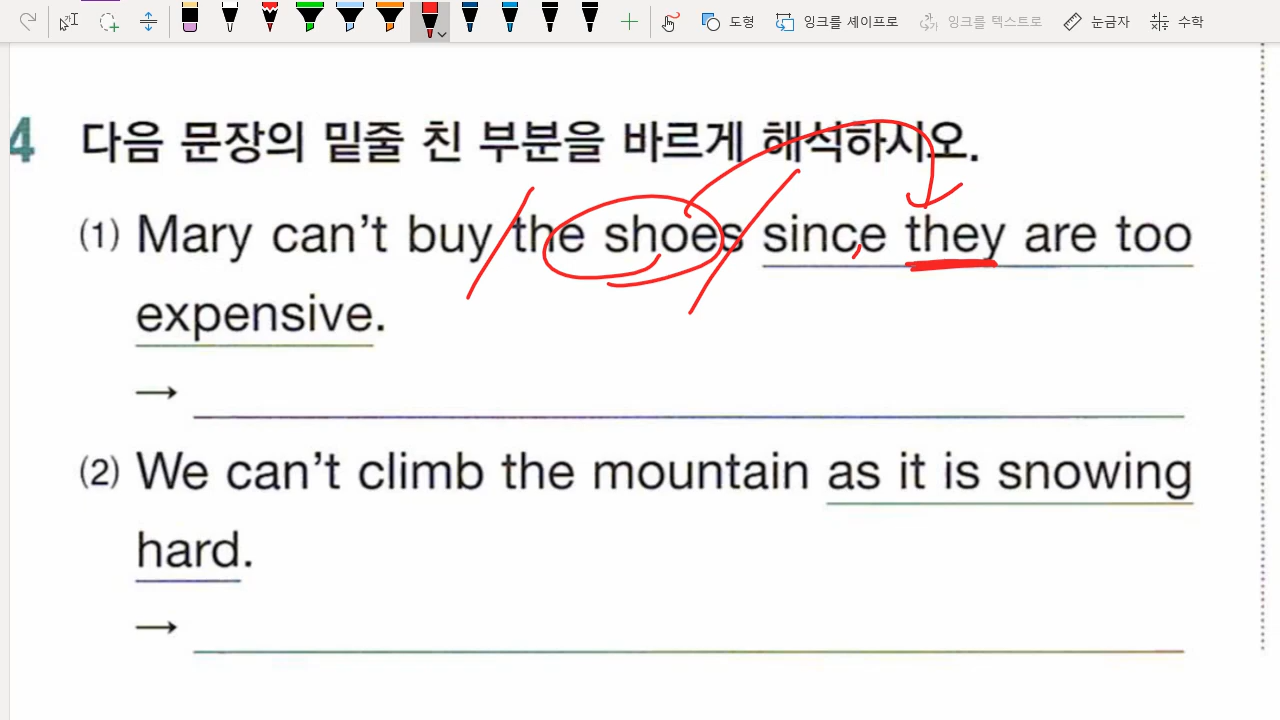 도형 잉크를 셰이프로 잉크를 텍스트로 눈금자 수학
4 다음 문장의 밑줄 친 부분을 바르게 해석하시오.
(1) Mary can't buy the shoes since they are too
expensive.
→
(2) We can't climb the mountain as it is snowing
hard.
→